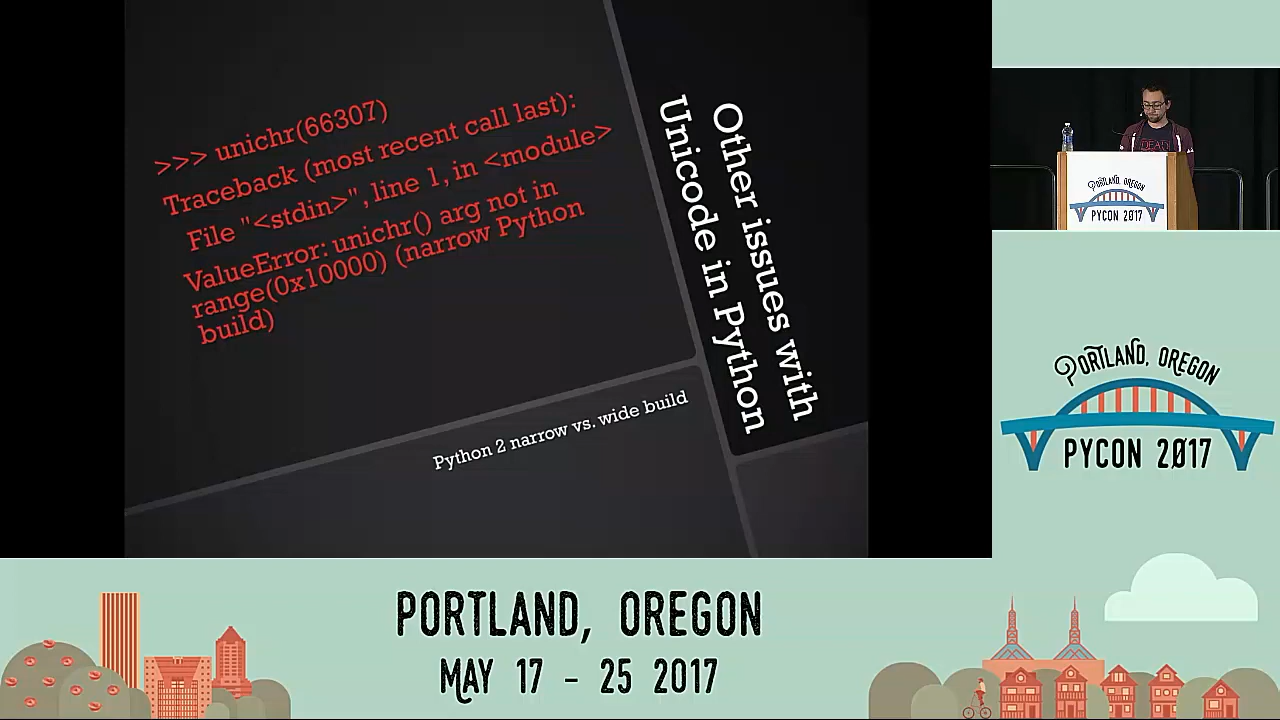 >>> unichr(66307)
Traceback (most recent call last):
File "<stdin>", line 1, in <module>
ValueError: unichr() arg not in
range(0x10000) (narrow Python
build)
Other issues with
Unicode in Python
Python 2 narrow vs. wide build
DEAD
PORTLAND, OREGON
PYCON 2017
PORTLAND, OREGON
PYCON 2017
PORTLAND, OREGON
MAY 17 - 25 2017